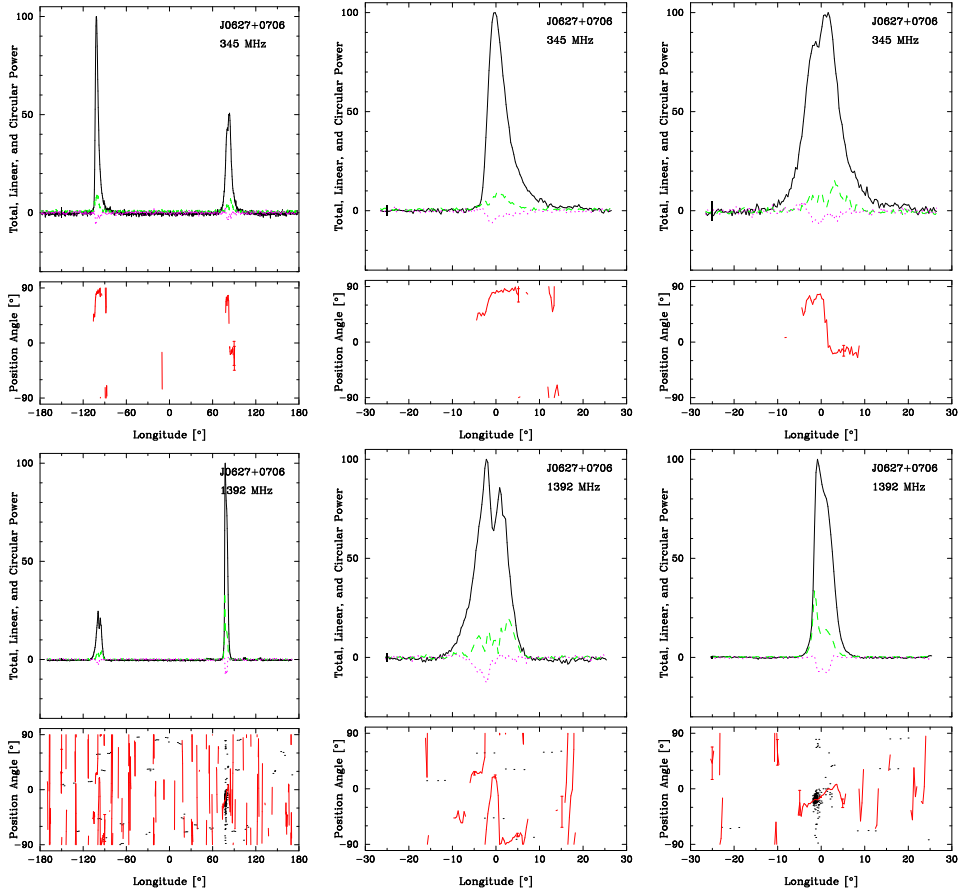 Total, Linear, and Circular Power
100
50
0
J0627+0706
345 MHz
Position Angle [°]
90
0
−90
−180 −120 −60 0 60 120 180
Longitude [°]
Total, Linear, and Circular Power
100
50
0
J0627+0706
345 MHz
Position Angle [°]
90
0
−90
−30 −20 −10 0 10 20 30
Longitude [°]
Total, Linear, and Circular Power
100
50
0
J0627+0706
345 MHz
Position Angle [°]
90
0
−90
−30 −20 −10 0 10 20 30
Longitude [°]
Total, Linear, and Circular Power
100
50
0
J0627+0706
1392 MHz
Position Angle [°]
90
0
−90
−180 −120 −60 0 60 120 180
Longitude [°]
Total, Linear, and Circular Power
100
50
0
J0627+0706
1392 MHz
Position Angle [°]
90
0
−90
−30 −20 −10 0 10 20 30
Longitude [°]
Total, Linear, and Circular Power
100
50
0
J0627+0706
1392 MHz
Position Angle [°]
90
0
−90
−30 −20 −10 0 10 20 30
Longitude [°]